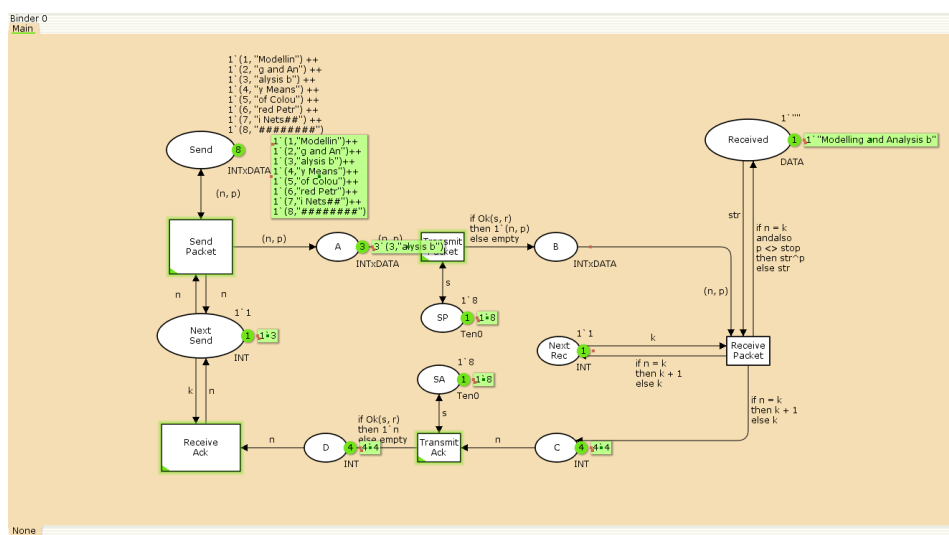 Binder 0
Main
1`(1, "Modellin") ++
1`(2, "g and An") ++
1`(3, "alysis b") ++
1`(4, "y Means") ++
1`(5, "of Colou") ++
1`(6, "red Petr") ++
1`(7, "i Nets##") ++
1`(8, "########")
Send
8
INTxDATA
1`(1,"Modellin")++
1`(2,"g and An")++
1`(3,"alysis b")++
1`(4,"y Means")++
1`(5,"of Colou")++
1`(6,"red Petr")++
1`(7,"i Nets##")++
1`(8,"########")
1`""
Received
1
1`"Modelling and Analysis b"
DATA
(n, p)
Send
Packet
(n, p)
A
3
3`(3,"alysis b")
INTxDATA
(n, p)
Transmit
Packet
if Ok(s, r)
then 1`(n, p)
else empty
B
INTxDATA
str
if n = k
andalso
p <> stop
then str^p
else str
(n, p)
n
n
s
1`8
SP
1
1`8
Ten0
1`1
Next
Send
1
1`3
INT
1`1
Next
Rec
1
INT
k
if n = k
then k + 1
else k
Receive
Packet
1`8
SA
1
1`8
Ten0
k
n
s
if n = k
then k + 1
else k
Receive
Ack
n
D
4
4`4
INT
if Ok(s, r)
then 1`n
else empty
Transmit
Ack
n
C
4
4`4
INT
None